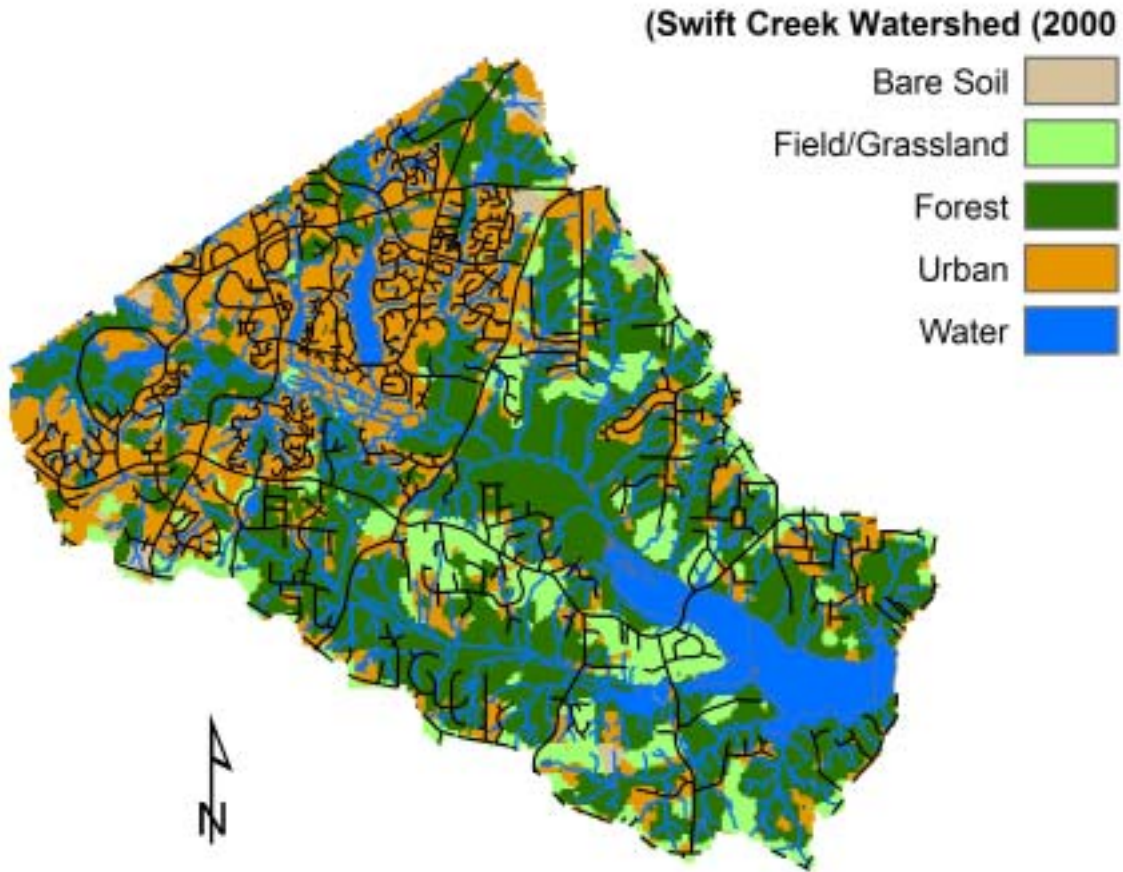 (Swift Creek Watershed (2000
Bare Soil
Field/Grassland
Forest
Urban
Water
N